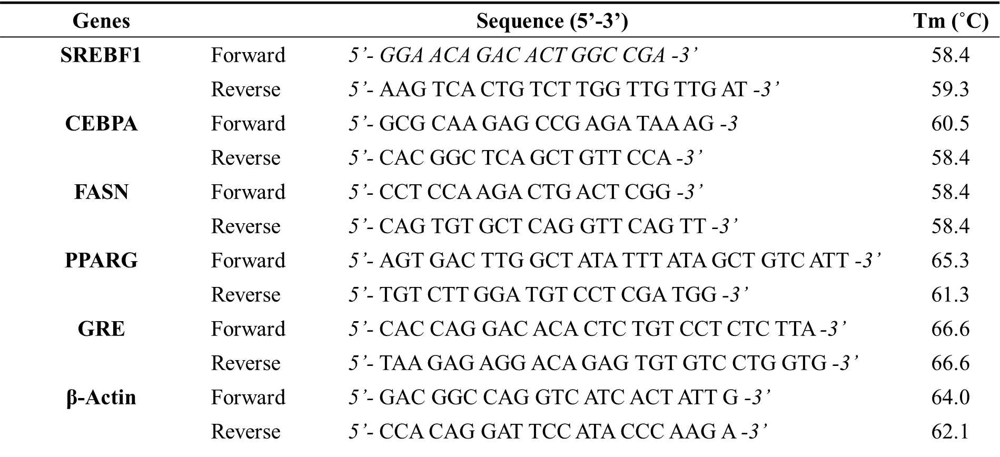 Genes Sequence (5’-3’) Tm (˚C)
SREBF1 Forward 5’- GGA ACA GAC ACT GGC CGA -3’ 58.4
Reverse 5’- AAG TCA CTG TCT TGG TTG TTG AT -3’ 59.3
CEBPA Forward 5’- GCG CAA GAG CCG AGA TAA AG -3 60.5
Reverse 5’- CAC GGC TCA GCT GTT CCA -3’ 58.4
FASN Forward 5’- CCT CCA AGA CTG ACT CGG -3’ 58.4
Reverse 5’- CAG TGT GCT CAG GTT CAG TT -3’ 58.4
PPARG Forward 5’- AGT GAC TTG GCT ATA TTT ATA GCT GTC ATT -3’ 65.3
Reverse 5’- TGT CTT GGA TGT CCT CGA TGG -3’ 61.3
GRE Forward 5’- CAC CAG GAC ACA CTC TGT CCT CTC TTA -3’ 66.6
Reverse 5’- TAA GAG AGG ACA GAG TGT GTC CTG GTG -3’ 66.6
β-Actin Forward 5’- GAC GGC CAG GTC ATC ACT ATT G -3’ 64.0
Reverse 5’- CCA CAG GAT TCC ATA CCC AAG A -3’ 62.1